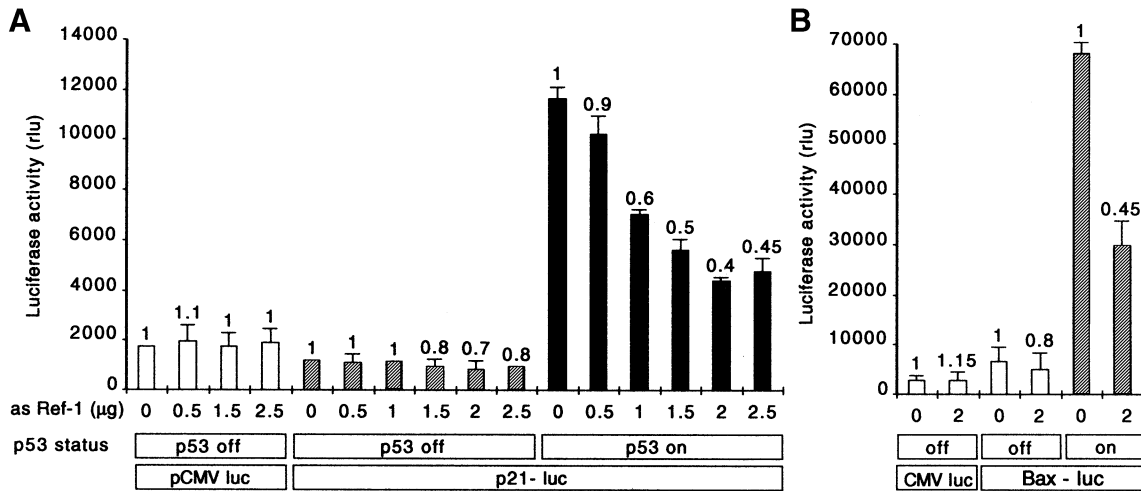 A
Luciferase activity (rlu)
14000
12000
10000
8000
6000
4000
2000
0
1 1.1 1 1
1 1 1 0.8 0.7 0.8
1 0.9 0.6 0.5 0.4 0.45
as Ref-1 (µg) 0 0.5 1.5 2.5 0 0.5 1 1.5 2 2.5 0 0.5 1 1.5 2 2.5
p53 status p53 off p53 off p53 on
pCMV luc p21- luc
B
Luciferase activity (rlu)
70000
60000
50000
40000
30000
20000
10000
0
1 1.15 1 0.8 1 0.45
0 2 0 2 0 2
off off on
CMV luc Bax - luc